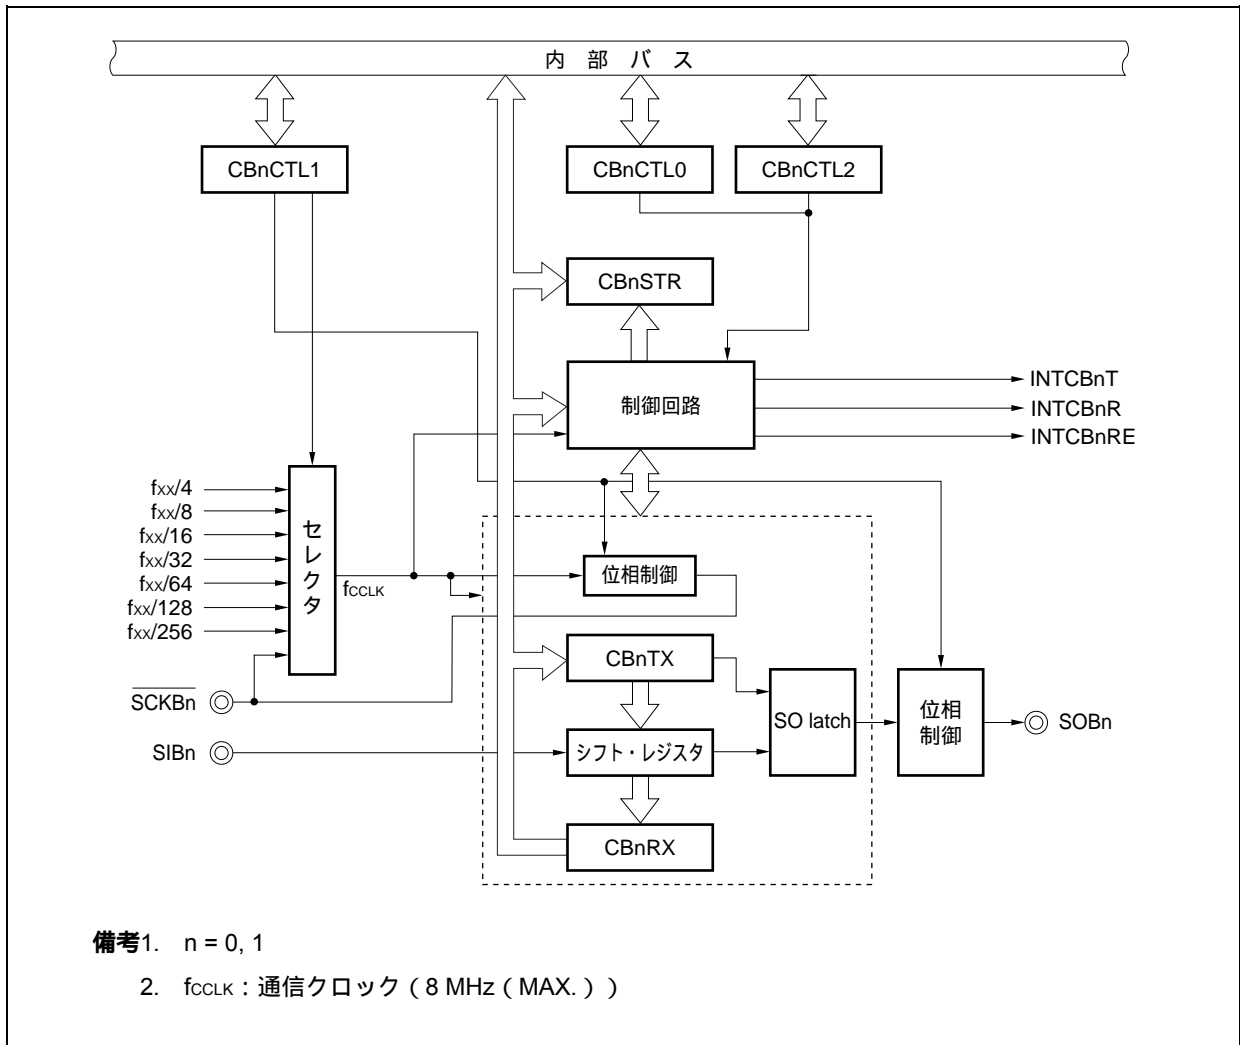 内 部 バ ス
CBnCTL1
CBnCTL0
CBnCTL2
CBnSTR
制御回路
INTCBnT
INTCBnR
INTCBnRE
fXX/4
fXX/8
fXX/16
fXX/32
fXX/64
fXX/128
fXX/256
セレクタ
fCCLK
位相制御
CBnTX
SCKBn
SO latch
位相
制御
SOBn
SIBn
シフト・レジスタ
CBnRX
備考1. n = 0, 1
2. fCCLK：通信クロック（8 MHz（MAX.））